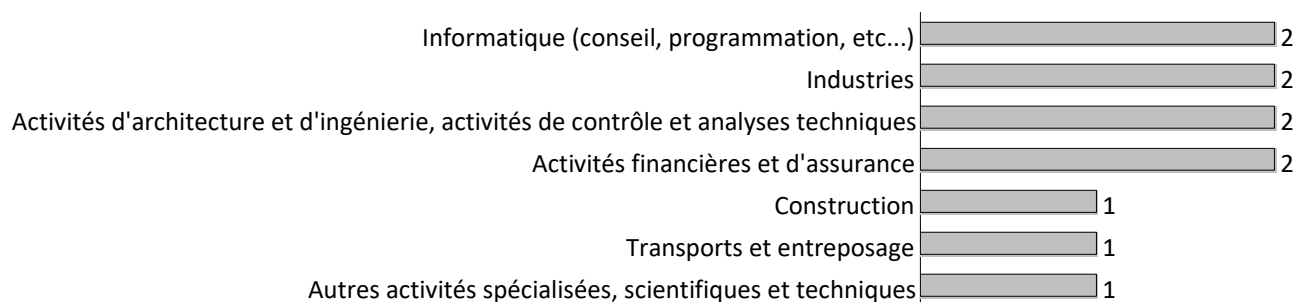 Informatique (conseil, programmation, etc...) 2
Industries 2
Activités d'architecture et d'ingénierie, activités de contrôle et analyses techniques 2
Activités financières et d'assurance 2
Construction 1
Transports et entreposage 1
Autres activités spécialisées, scientifiques et techniques 1